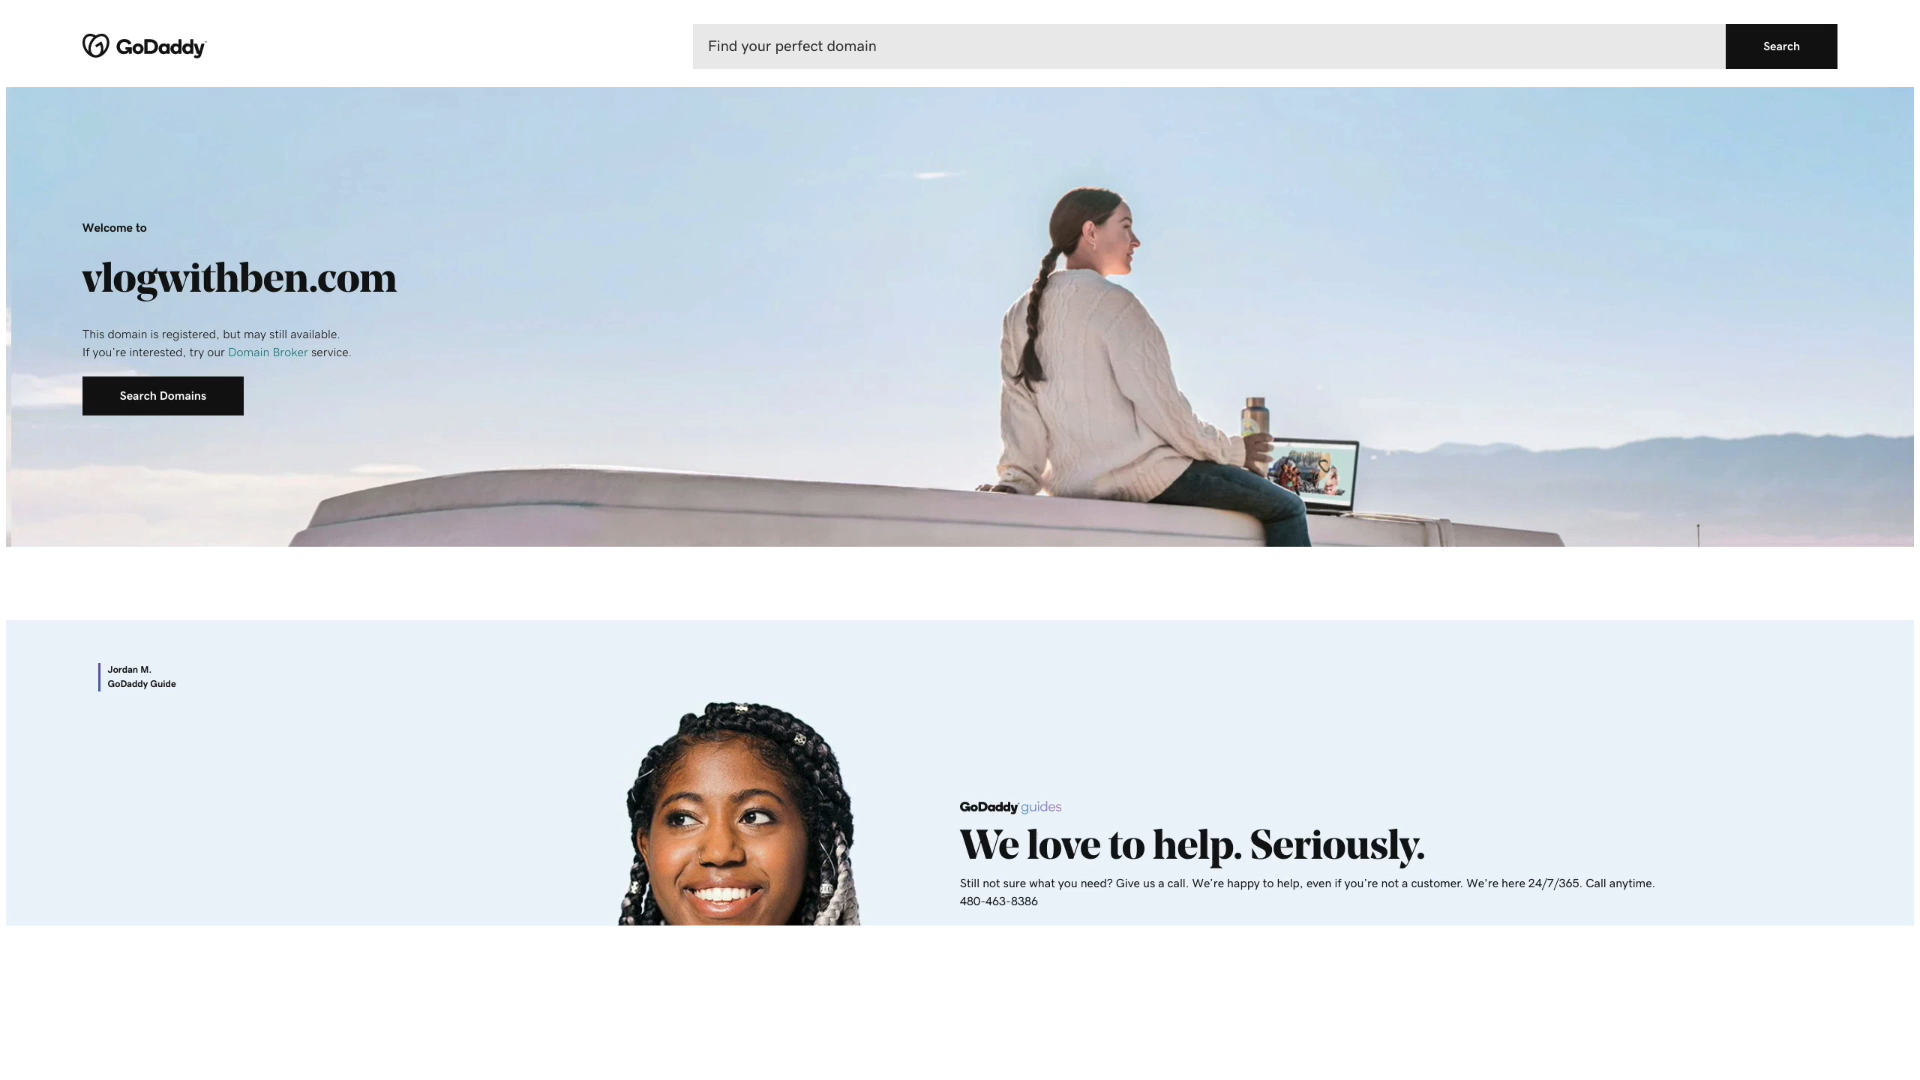 GoDaddy
Find your perfect domain
Search
Welcome to
vlogwithben.com
This domain is registered, but may still available.
If you're interested, try our Domain Broker service.
Search Domains
Jordan M.
GoDaddy Guide
GoDaddy guides
We love to help. Seriously.
Still not sure what you need? Give us a call. We're happy to help, even if you're not a customer. We're here 24/7/365. Call anytime.
480-463-8386